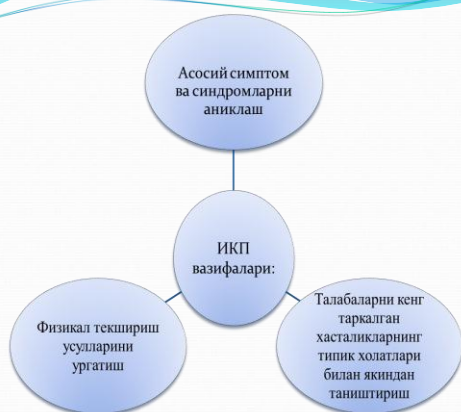 Асосий симптом
ва синдромларни
аниклаш
ИКП
вазифалари:
Физикал текшириш
усулларини
ургатиш
Талабаларни кенг
таркалган
хасталикларнинг
типик холатлари
билан якиндан
таништириш